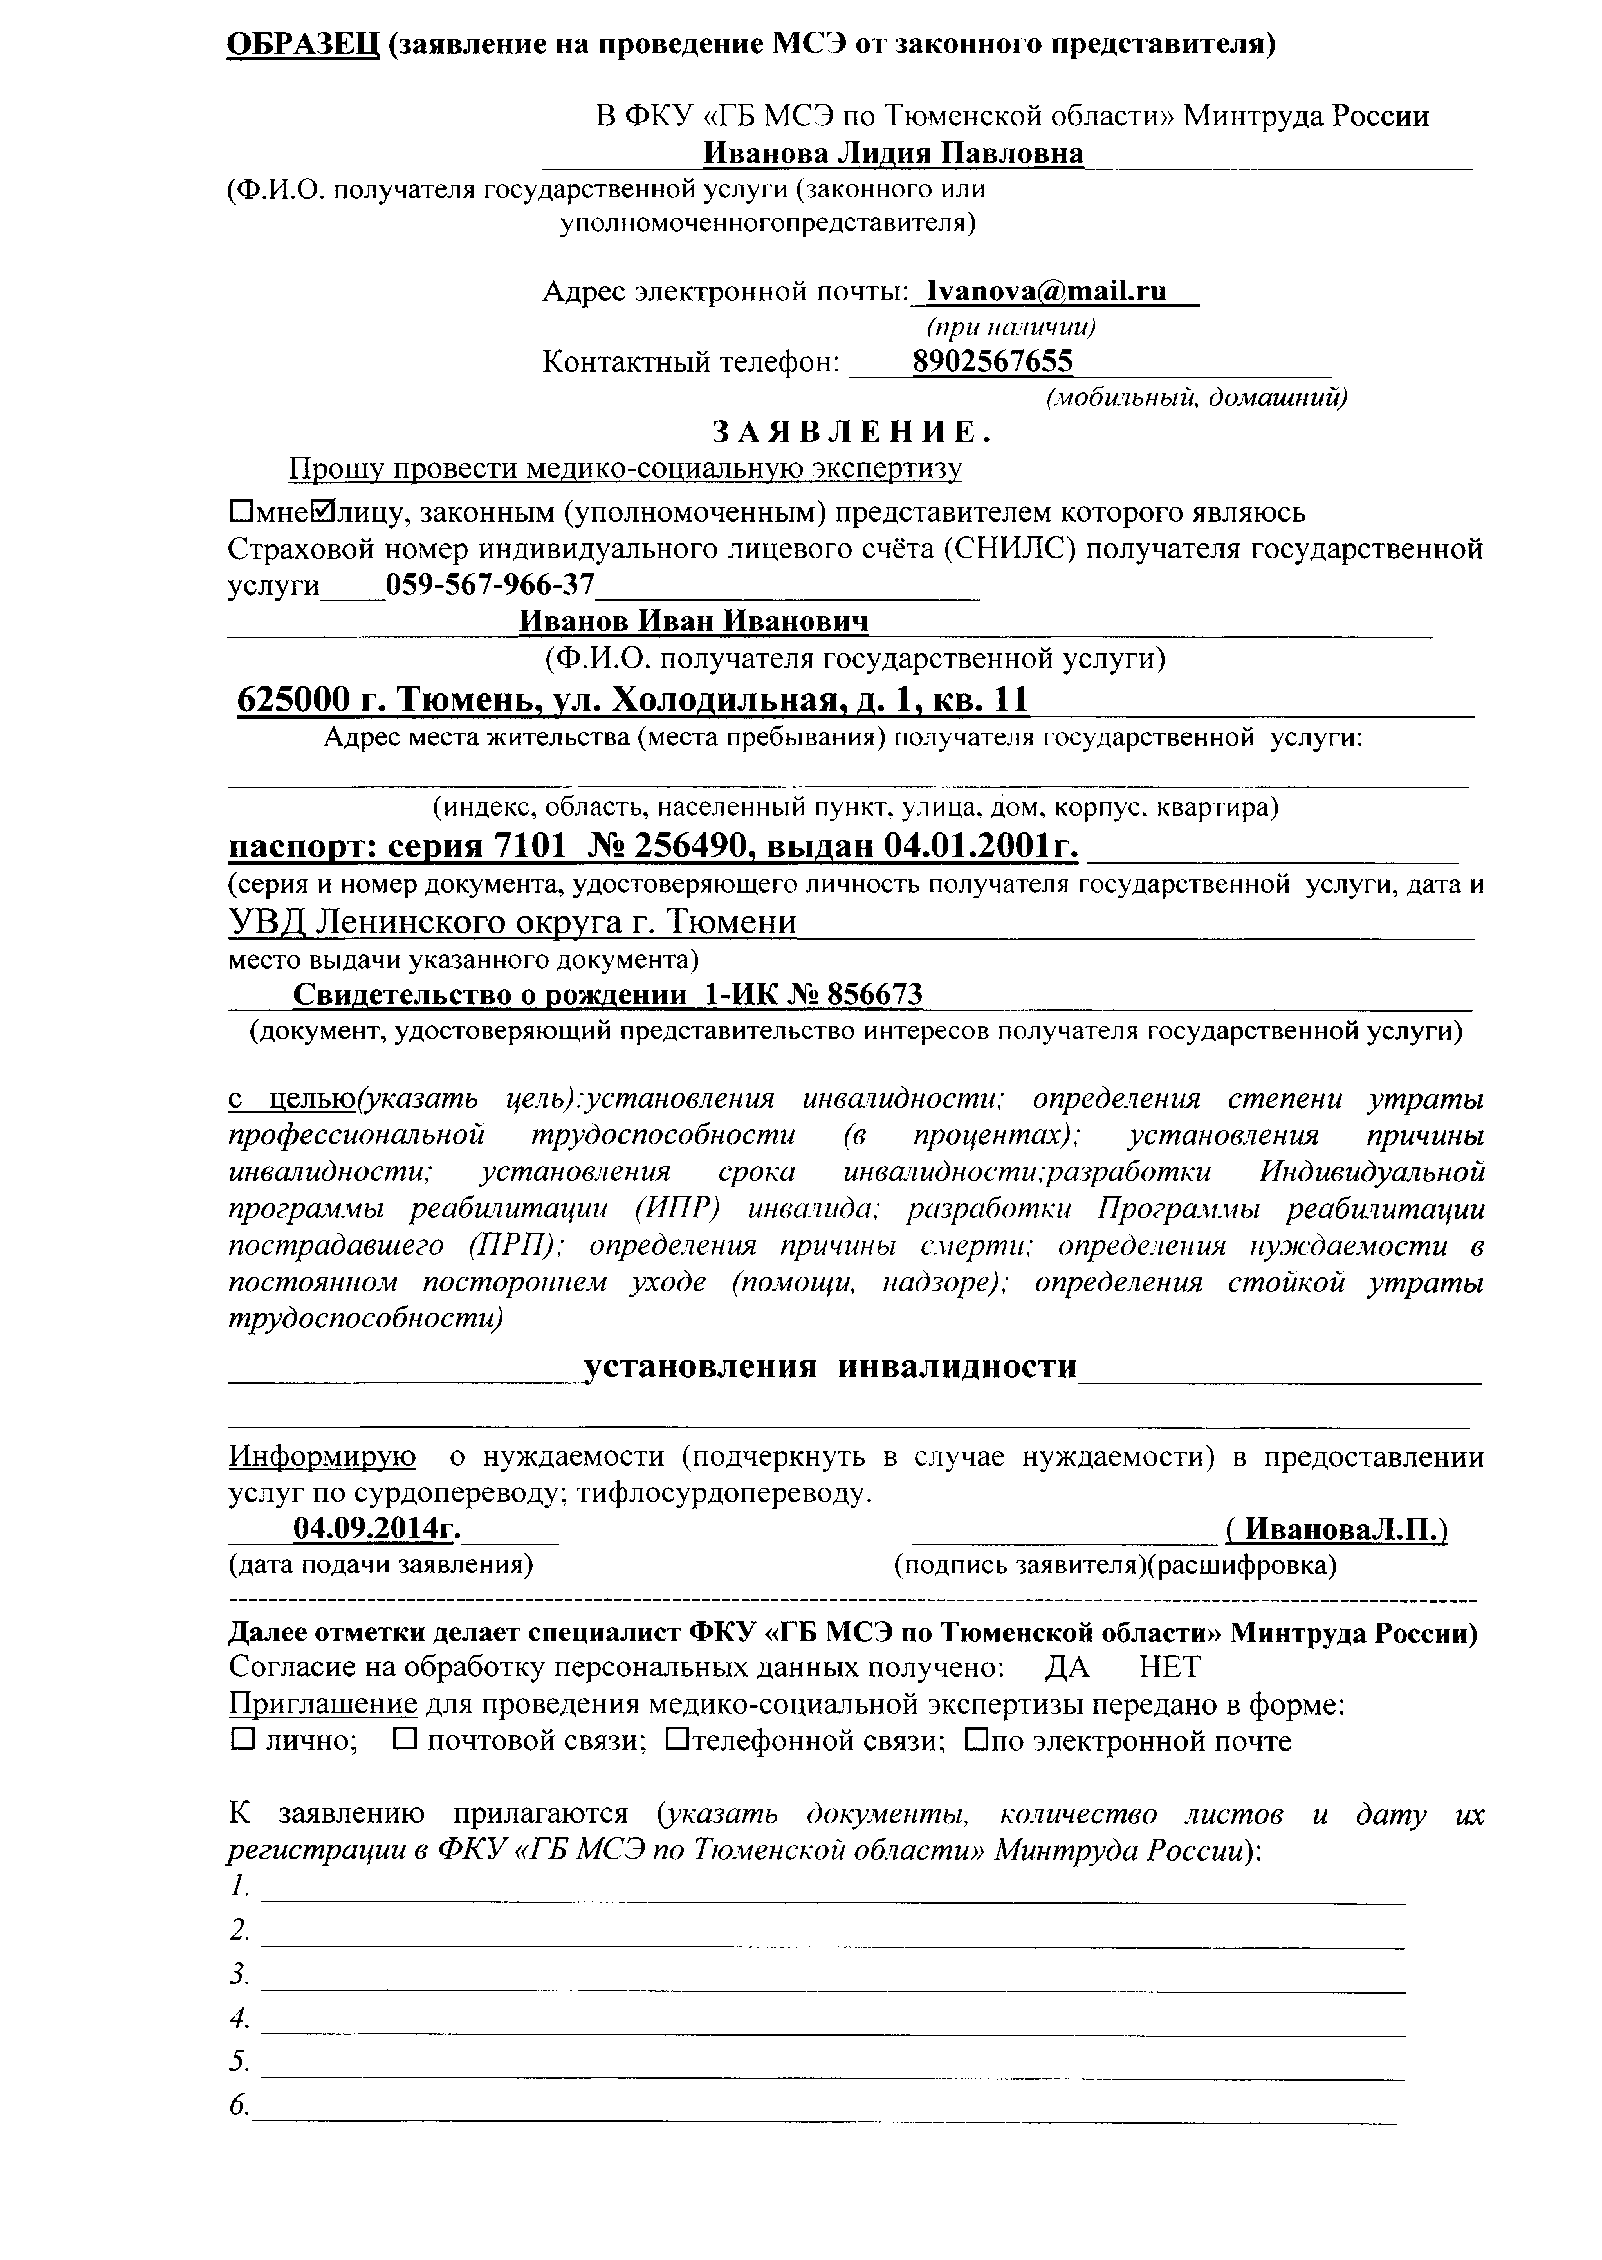 ОБРАЗЕЦ (заявление на проведение МСЭ от законного представителя)
В ФКУ «ГБ МСЭ по Тюменской области» Минтруда России
Иванова Лидия Павловна
(Ф.И.О. получателя государственной услуги (законного или
уполномоченногопредставителя)
Адрес электронной почты: Ivanova@mail.ru
(при наличии)
Контактный телефон: 8902567655
(мобильный, домашний)
ЗАЯВЛЕНИЕ.
Прошу провести медико-социальную экспертизу
☐мне☑лицу, законным (уполномоченным) представителем которого являюсь
Страховой номер индивидуального лицевого счёта (СНИЛС) получателя государственной
услуги____059-567-966-37
Иванов Иван Иванович
(Ф.И.О. получателя государственной услуги)
625000 г. Тюмень, ул. Холодильная, д. 1, кв. 11
Адрес места жительства (места пребывания) получателя государственной услуги:
(индекс, область, населенный пункт, улица, дом, корпус, квартира)
паспорт: серия 7101 № 256490, выдан 04.01.2001г.
(серия и номер документа, удостоверяющего личность получателя государственной услуги, дата и
УВД Ленинского округа г. Тюмени
место выдачи указанного документа)
Свидетельство о рождении 1-ИК № 856673
(документ, удостоверяющий представительство интересов получателя государственной услуги)
с целью(указать цель):установления инвалидности; определения степени утраты
профессиональной трудоспособности (в процентах); установления причины
инвалидности; установления срока инвалидности;разработки Индивидуальной
программы реабилитации (ИПР) инвалида; разработки Программы реабилитации
пострадавшего (ПРП); определения причины смерти; определения нуждаемости в
постоянном постороннем уходе (помощи, надзоре); определения стойкой утраты
трудоспособности)
установления инвалидности
Информирую о нуждаемости (подчеркнуть в случае нуждаемости) в предоставлении
услуг по сурдопереводу; тифлосурдопереводу.
04.09.2014г. ( ИвановаЛ.П.)
(дата подачи заявления) (подпись заявителя)(расшифровка)
Далее отметки делает специалист ФКУ «ГБ МСЭ по Тюменской области» Минтруда России)
Согласие на обработку персональных данных получено: ДА НЕТ
Приглашение для проведения медико-социальной экспертизы передано в форме:
☐ лично; ☐ почтовой связи; ☐телефонной связи; ☐по электронной почте
К заявлению прилагаются (указать документы, количество листов и дату их
регистрации в ФКУ «ГБ МСЭ по Тюменской области» Минтруда России):
1.
2.
3.
4.
5.
6.